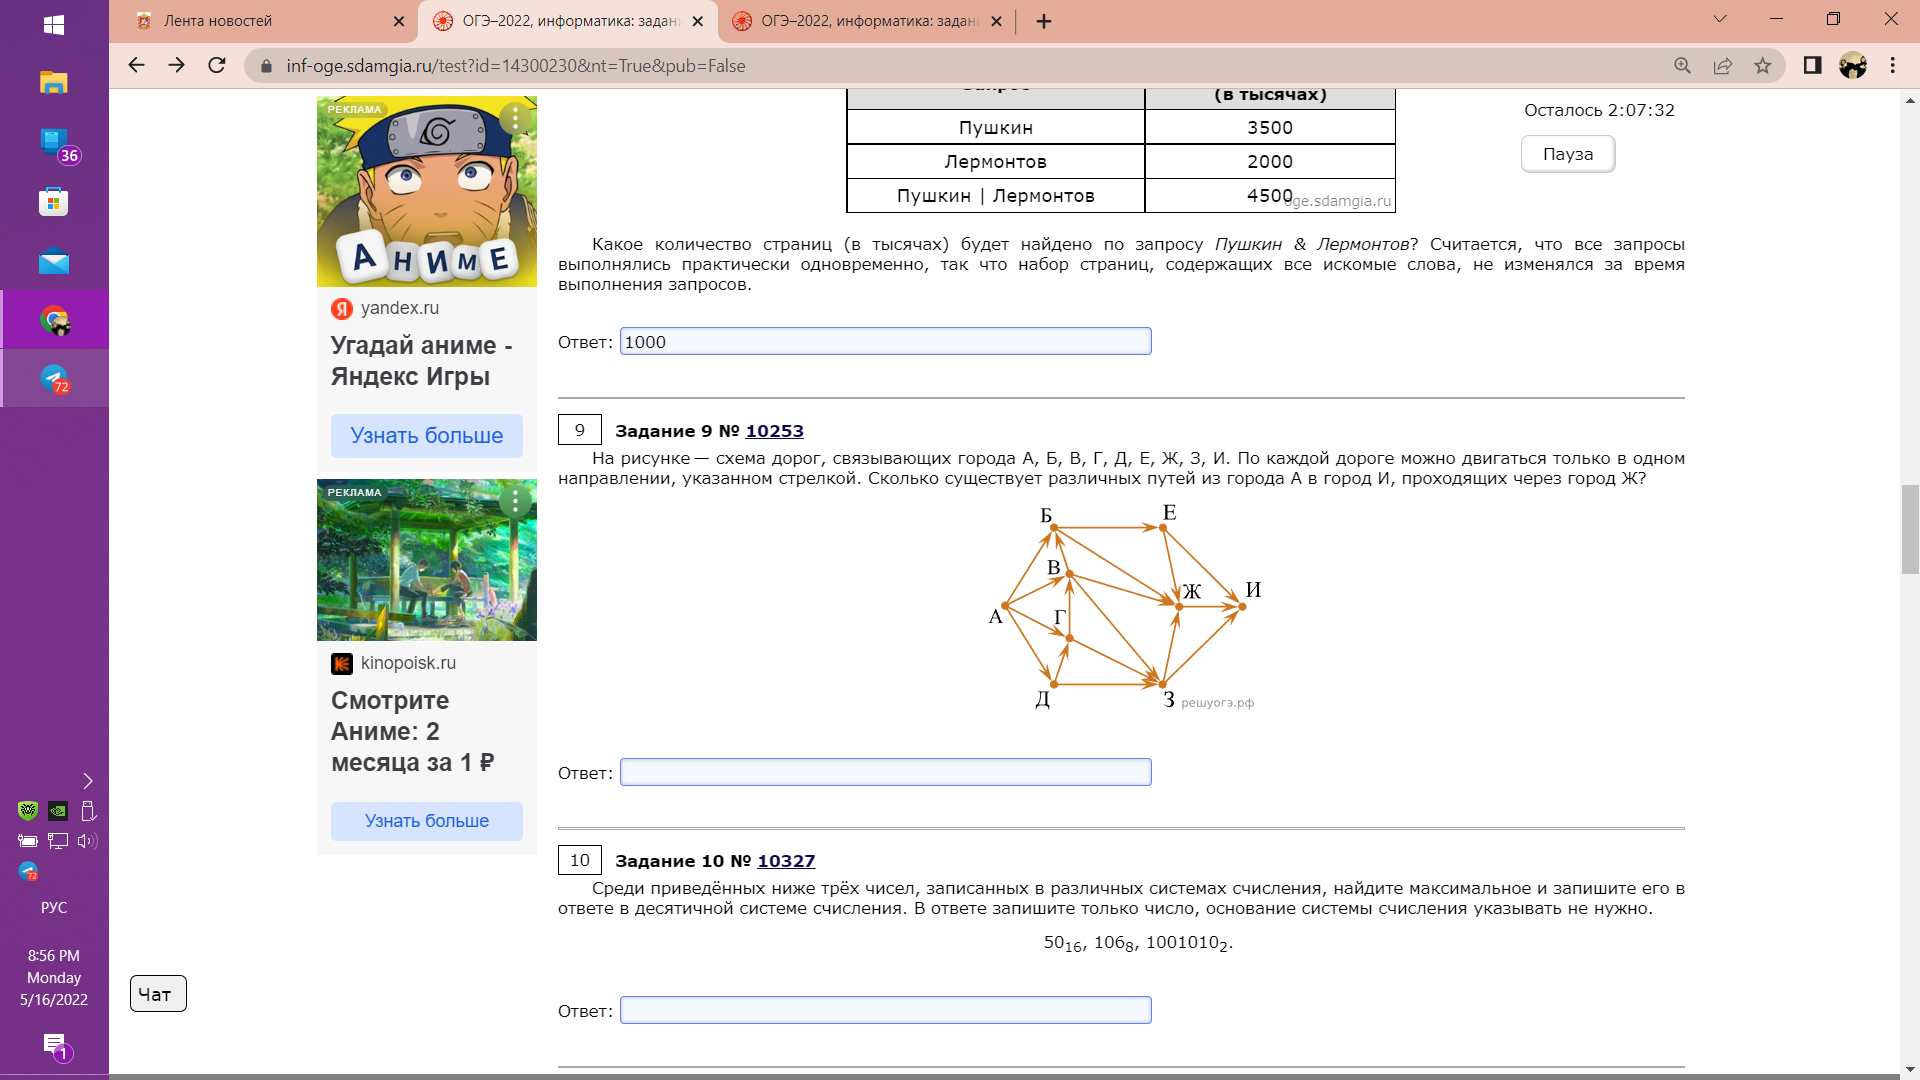 Лента новостей
ОГЭ–2022, информатика: задани
ОГЭ–2022, информатика: задани
inf-oge.sdamgia.ru/test?id=14300230&nt=True&pub=False
36
72
72
РУС
8:56 PM
Monday
5/16/2022
1
РЕКЛАМА
АНИМЕ
Я yandex.ru
Угадай аниме -
Яндекс Игры
Узнать больше
РЕКЛАМА
kinopoisk.ru
Смотрите
Аниме: 2
месяца за 1 ₽
Узнать больше
Чат
Запрос
(в тысячах)
Пушкин 3500
Лермонтов 2000
Пушкин | Лермонтов 4500
oge.sdamgia.ru
Осталось 2:07:32
Пауза
Какое количество страниц (в тысячах) будет найдено по запросу Пушкин & Лермонтов? Считается, что все запросы
выполнялись практически одновременно, так что набор страниц, содержащих все искомые слова, не изменялся за время
выполнения запросов.
Ответ: 1000
9 Задание 9 № 10253
На рисунке — схема дорог, связывающих города А, Б, В, Г, Д, Е, Ж, З, И. По каждой дороге можно двигаться только в одном
направлении, указанном стрелкой. Сколько существует различных путей из города А в город И, проходящих через город Ж?
Б Е
В
Ж И
А Г
Д З решуогэ.рф
Ответ:
10 Задание 10 № 10327
Среди приведённых ниже трёх чисел, записанных в различных системах счисления, найдите максимальное и запишите его в
ответе в десятичной системе счисления. В ответе запишите только число, основание системы счисления указывать не нужно.
50₁₆, 106₈, 1001010₂.
Ответ: